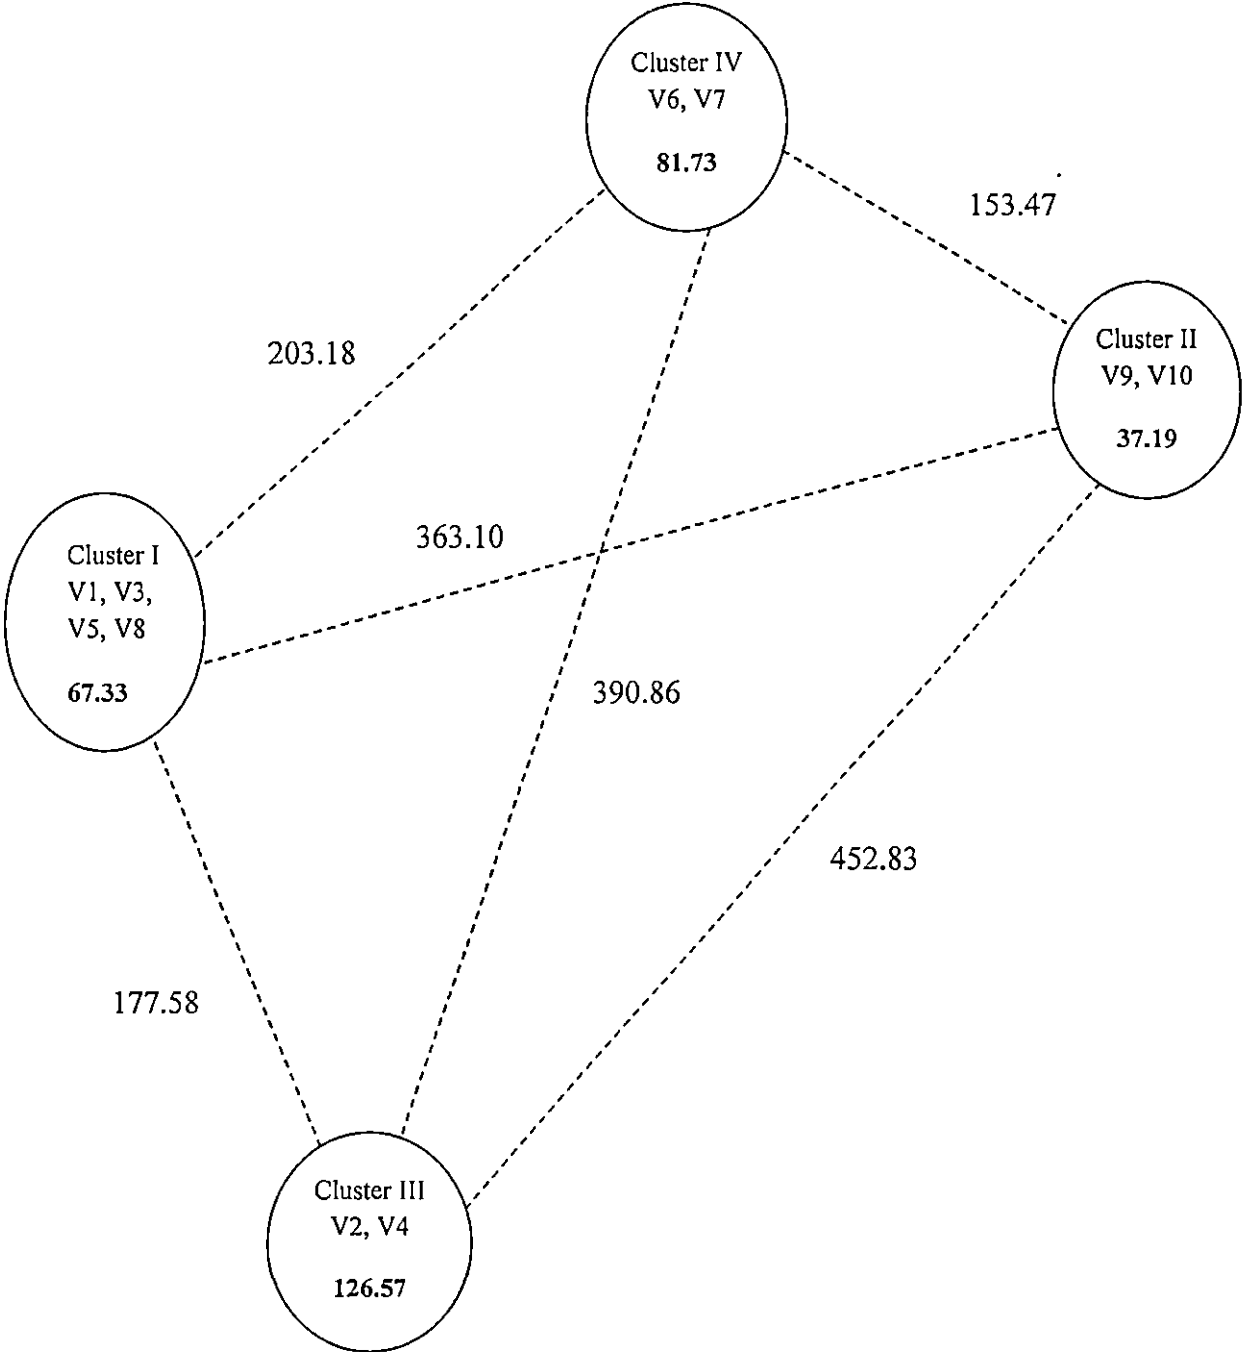 Cluster IV
V6, V7
81.73
153.47
Cluster II
V9, V10
37.19
203.18
363.10
Cluster I
V1, V3,
V5, V8
67.33
390.86
452.83
177.58
Cluster III
V2, V4
126.57